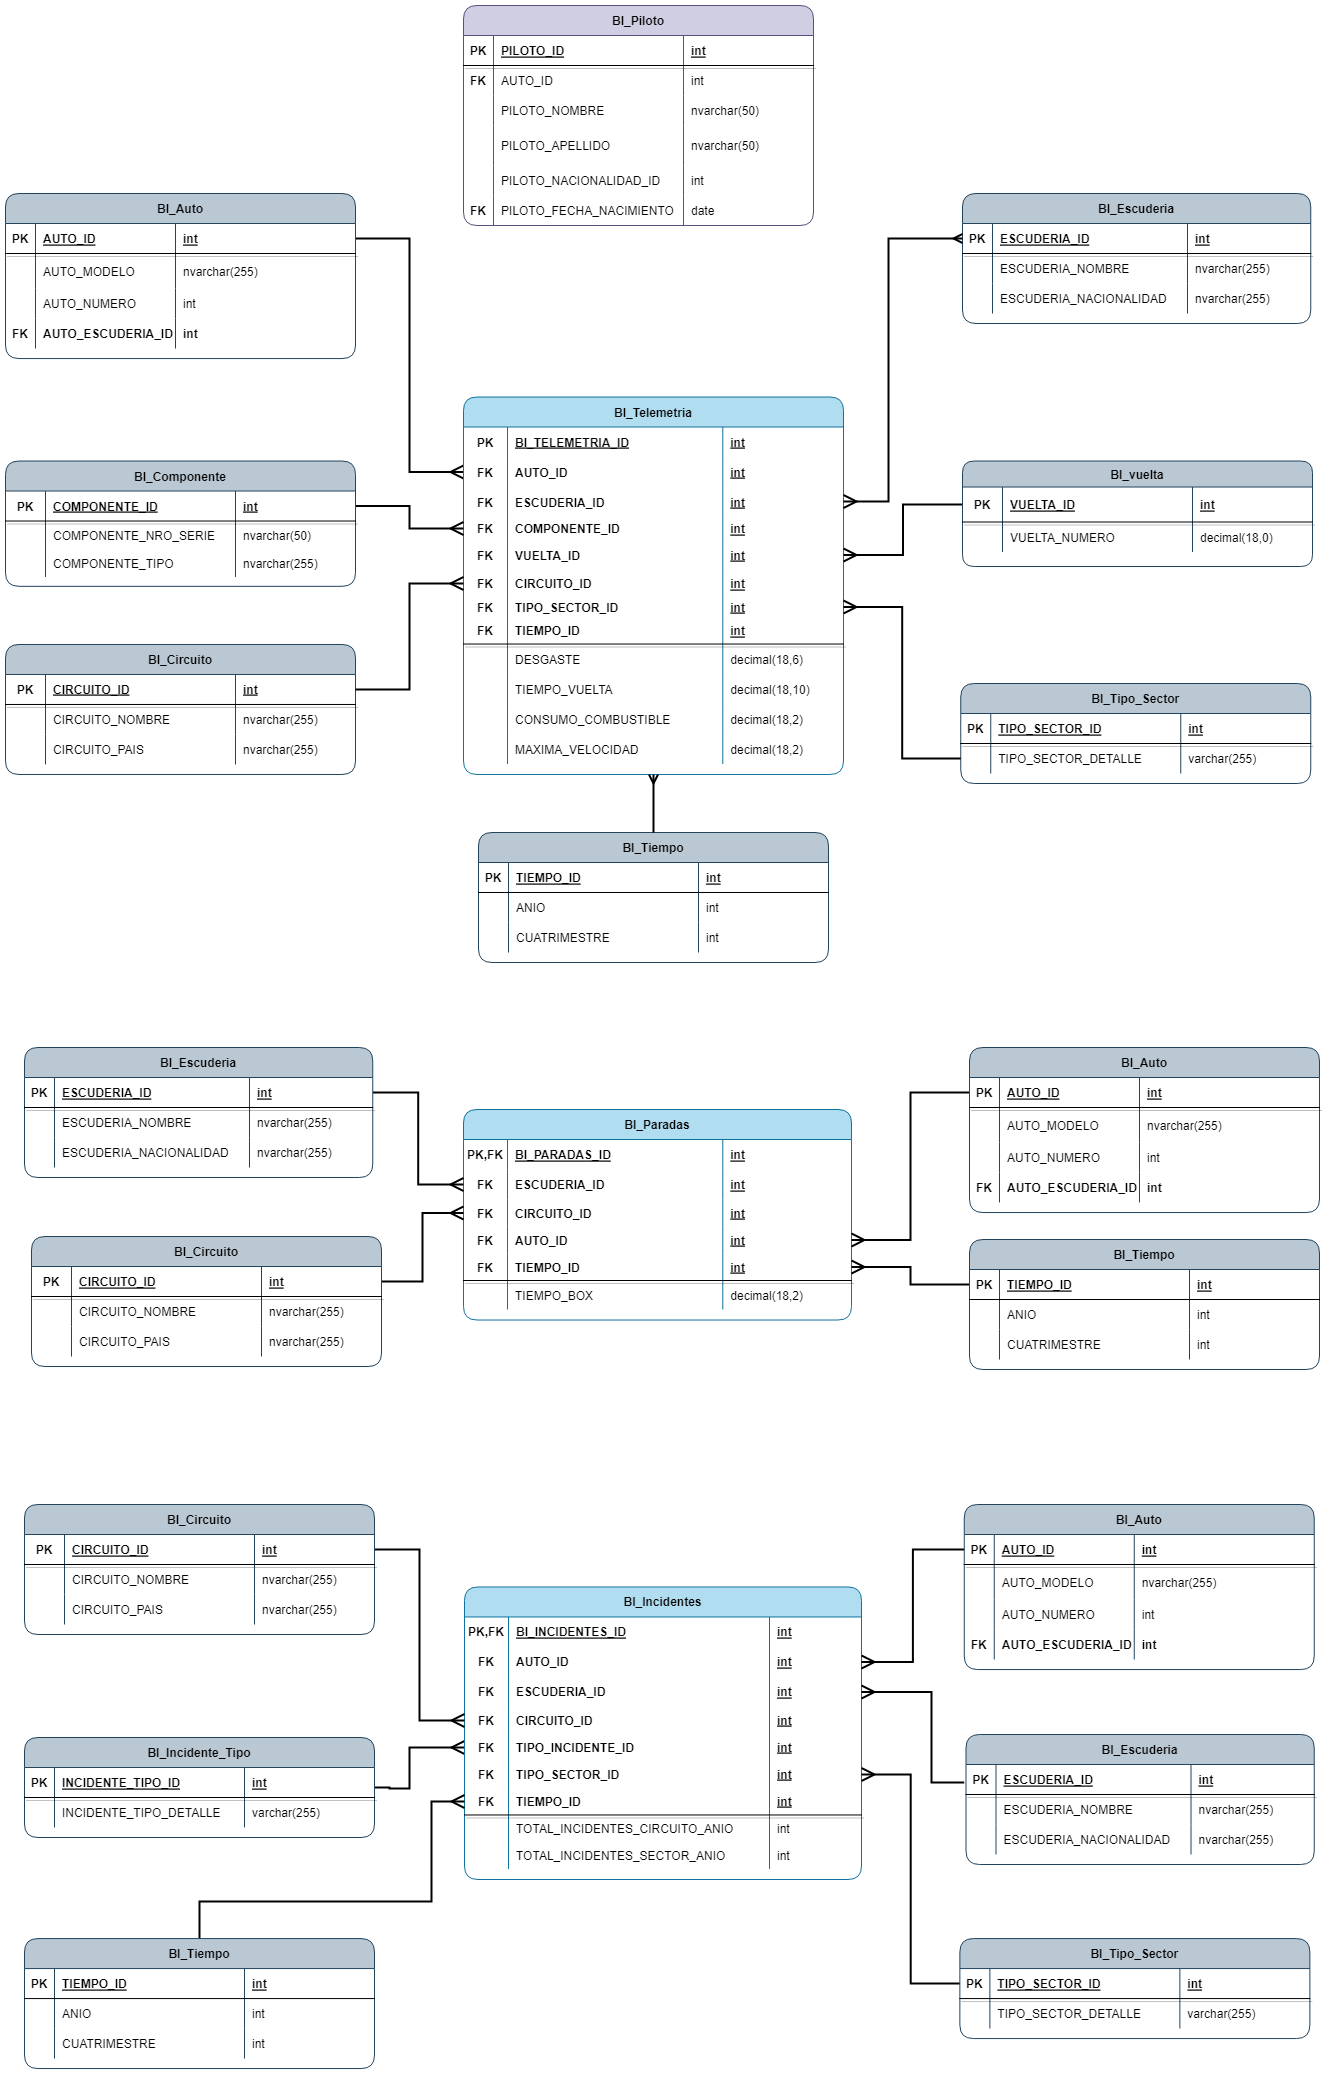 BI_Piloto
PK PILOTO_ID int
FK AUTO_ID int
PILOTO_NOMBRE nvarchar(50)
PILOTO_APELLIDO nvarchar(50)
PILOTO_NACIONALIDAD_ID int
FK PILOTO_FECHA_NACIMIENTO date
BI_Auto
PK AUTO_ID int
AUTO_MODELO nvarchar(255)
AUTO_NUMERO int
FK AUTO_ESCUDERIA_ID int
BI_Escuderia
PK ESCUDERIA_ID int
ESCUDERIA_NOMBRE nvarchar(255)
ESCUDERIA_NACIONALIDAD nvarchar(255)
BI_Telemetria
PK BI_TELEMETRIA_ID int
FK AUTO_ID int
FK ESCUDERIA_ID int
FK COMPONENTE_ID int
FK VUELTA_ID int
FK CIRCUITO_ID int
FK TIPO_SECTOR_ID int
FK TIEMPO_ID int
DESGASTE decimal(18,6)
TIEMPO_VUELTA decimal(18,10)
CONSUMO_COMBUSTIBLE decimal(18,2)
MAXIMA_VELOCIDAD decimal(18,2)
BI_Componente
PK COMPONENTE_ID int
COMPONENTE_NRO_SERIE nvarchar(50)
COMPONENTE_TIPO nvarchar(255)
BI_vuelta
PK VUELTA_ID int
VUELTA_NUMERO decimal(18,0)
BI_Circuito
PK CIRCUITO_ID int
CIRCUITO_NOMBRE nvarchar(255)
CIRCUITO_PAIS nvarchar(255)
BI_Tipo_Sector
PK TIPO_SECTOR_ID int
TIPO_SECTOR_DETALLE varchar(255)
BI_Tiempo
PK TIEMPO_ID int
ANIO int
CUATRIMESTRE int
BI_Escuderia
PK ESCUDERIA_ID int
ESCUDERIA_NOMBRE nvarchar(255)
ESCUDERIA_NACIONALIDAD nvarchar(255)
BI_Auto
PK AUTO_ID int
AUTO_MODELO nvarchar(255)
AUTO_NUMERO int
FK AUTO_ESCUDERIA_ID int
BI_Paradas
PK,FK BI_PARADAS_ID int
FK ESCUDERIA_ID int
FK CIRCUITO_ID int
FK AUTO_ID int
FK TIEMPO_ID int
TIEMPO_BOX decimal(18,2)
BI_Circuito
PK CIRCUITO_ID int
CIRCUITO_NOMBRE nvarchar(255)
CIRCUITO_PAIS nvarchar(255)
BI_Tiempo
PK TIEMPO_ID int
ANIO int
CUATRIMESTRE int
BI_Circuito
PK CIRCUITO_ID int
CIRCUITO_NOMBRE nvarchar(255)
CIRCUITO_PAIS nvarchar(255)
BI_Auto
PK AUTO_ID int
AUTO_MODELO nvarchar(255)
AUTO_NUMERO int
FK AUTO_ESCUDERIA_ID int
BI_Incidentes
PK,FK BI_INCIDENTES_ID int
FK AUTO_ID int
FK ESCUDERIA_ID int
FK CIRCUITO_ID int
FK TIPO_INCIDENTE_ID int
FK TIPO_SECTOR_ID int
FK TIEMPO_ID int
TOTAL_INCIDENTES_CIRCUITO_ANIO int
TOTAL_INCIDENTES_SECTOR_ANIO int
BI_Incidente_Tipo
PK INCIDENTE_TIPO_ID int
INCIDENTE_TIPO_DETALLE varchar(255)
BI_Escuderia
PK ESCUDERIA_ID int
ESCUDERIA_NOMBRE nvarchar(255)
ESCUDERIA_NACIONALIDAD nvarchar(255)
BI_Tiempo
PK TIEMPO_ID int
ANIO int
CUATRIMESTRE int
BI_Tipo_Sector
PK TIPO_SECTOR_ID int
TIPO_SECTOR_DETALLE varchar(255)